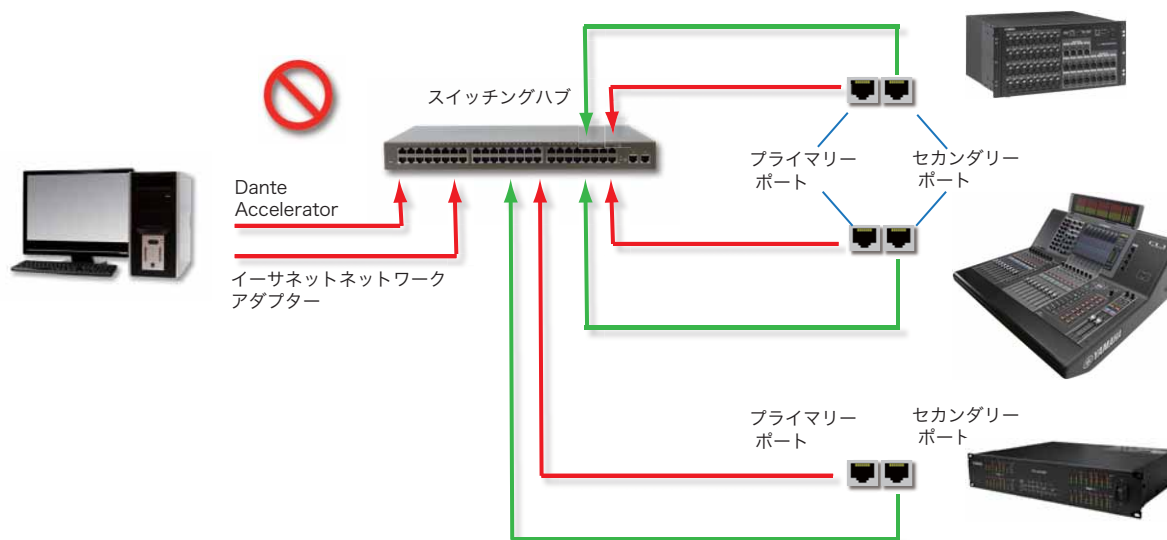 スイッチングハブ
プライマリー
ポート
セカンダリー
ポート
Dante
Accelerator
イーサネットネットワーク
アダプター
CL5
YAMAHA
プライマリー
ポート
セカンダリー
ポート